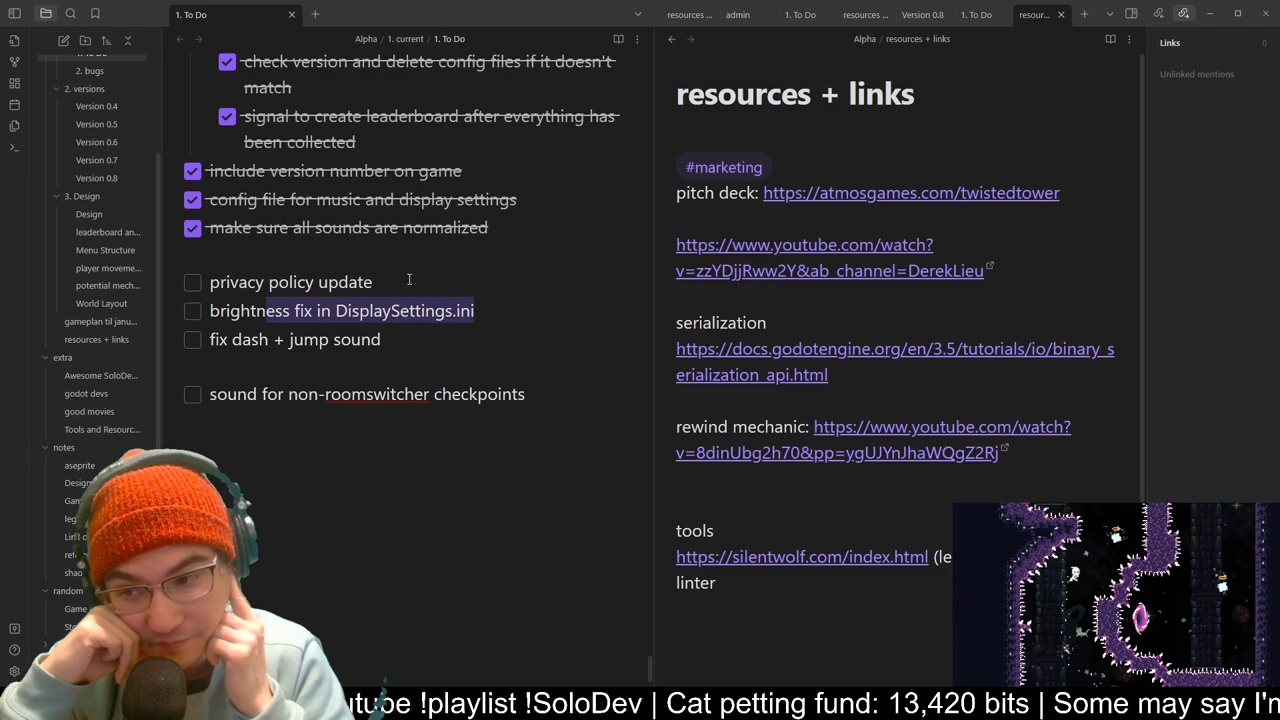 1. To Do
resources ...
admin
1. To Do
resources ...
Version 0.8
1. To Do
resour...
Alpha / 1. current / 1. To Do
Alpha / resources + links
Links
0
Unlinked mentions
2. bugs
2. versions
Version 0.4
Version 0.5
Version 0.6
Version 0.7
Version 0.8
3. Design
Design
leaderboard an...
Menu Structure
player moveme...
potential mech...
World Layout
gameplan til janu...
resources + links
extra
Awesome SoloDe...
godot devs
good movies
Tools and Resourc...
notes
aseprite
random
check version and delete config files if it doesn't
match
signal to create leaderboard after everything has
been collected
include version number on game
config file for music and display settings
make sure all sounds are normalized
privacy policy update
brightness fix in DisplaySettings.ini
fix dash + jump sound
sound for non-roomswitcher checkpoints
resources + links
#marketing
pitch deck: https://atmosgames.com/twistedtower
https://www.youtube.com/watch?
v=zzYDjjRww2Y&ab_channel=DerekLieu
serialization
https://docs.godotengine.org/en/3.5/tutorials/io/binary_s
erialization_api.html
rewind mechanic: https://www.youtube.com/watch?
v=8dinUbg2h70&pp=ygUJYnJhaWQgZ2Rj
tools
https://silentwolf.com/index.html (le
linter
utube !playlist !SoloDev | Cat petting fund: 13,420 bits | Some may say I'm